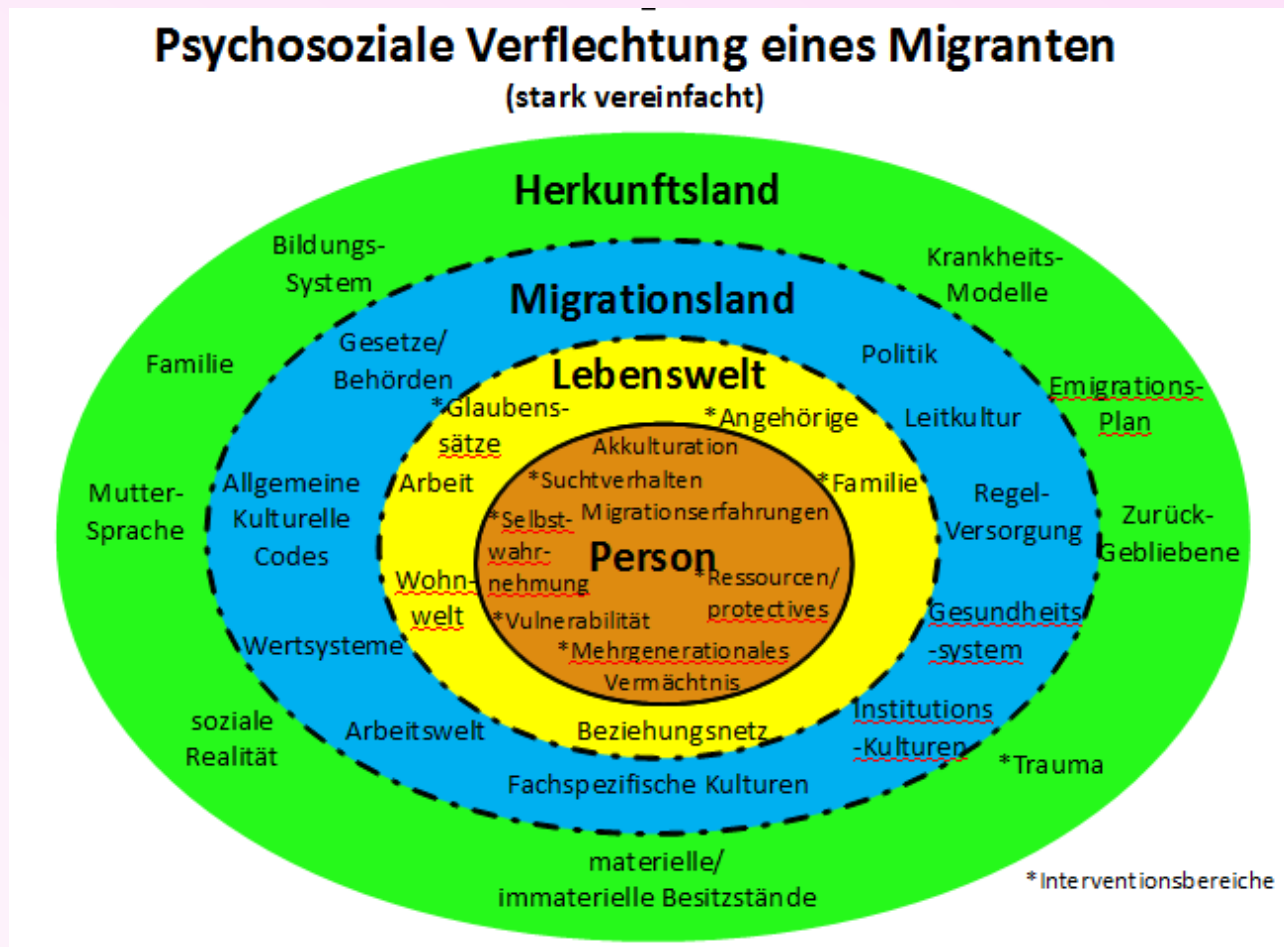 Psychosoziale Verflechtung eines Migranten
(stark vereinfacht)
Herkunftsland
Bildungs-
System
Krankheits-
Modelle
Familie
Emigrations-
Plan
Mutter-
Sprache
Zurück-
Gebliebene
soziale
Realität
*Trauma
materielle/
immaterielle Besitzstände
Migrationsland
Gesetze/
Behörden
Politik
Leitkultur
Allgemeine
Kulturelle
Codes
Regel-
Versorgung
Wertsysteme
Gesundheits
-system
Arbeitswelt
Institutions
-Kulturen
Fachspezifische Kulturen
Lebenswelt
*Glaubens-
sätze
*Angehörige
Arbeit
*Familie
Wohn-
welt
Beziehungsnetz
Akkulturation
*Suchtverhalten
Migrationserfahrungen
*Selbst-
wahr-
nehmung
Person
*Ressourcen/
protectives
*Vulnerabilität
*Mehrgenerationales
Vermächtnis
*Interventionsbereiche